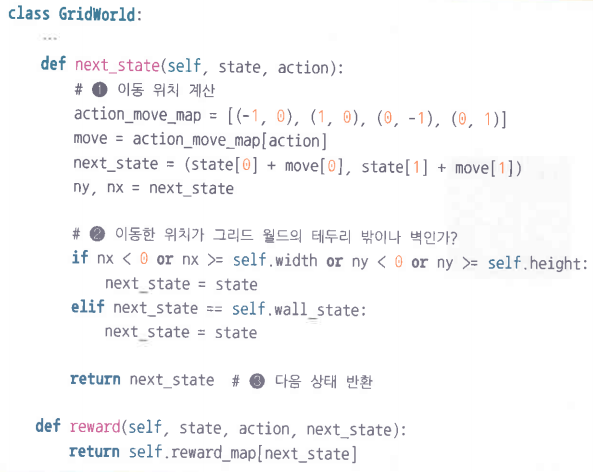 class GridWorld:
    ...
    def next_state(self, state, action):
        # ❶ 이동 위치 계산
        action_move_map = [(-1, 0), (1, 0), (0, -1), (0, 1)]
        move = action_move_map[action]
        next_state = (state[0] + move[0], state[1] + move[1])
        ny, nx = next_state

        # ❷ 이동한 위치가 그리드 월드의 테두리 밖이나 벽인가?
        if nx < 0 or nx >= self.width or ny < 0 or ny >= self.height:
            next_state = state
        elif next_state == self.wall_state:
            next_state = state

        return next_state  # ❸ 다음 상태 반환

    def reward(self, state, action, next_state):
        return self.reward_map[next_state]